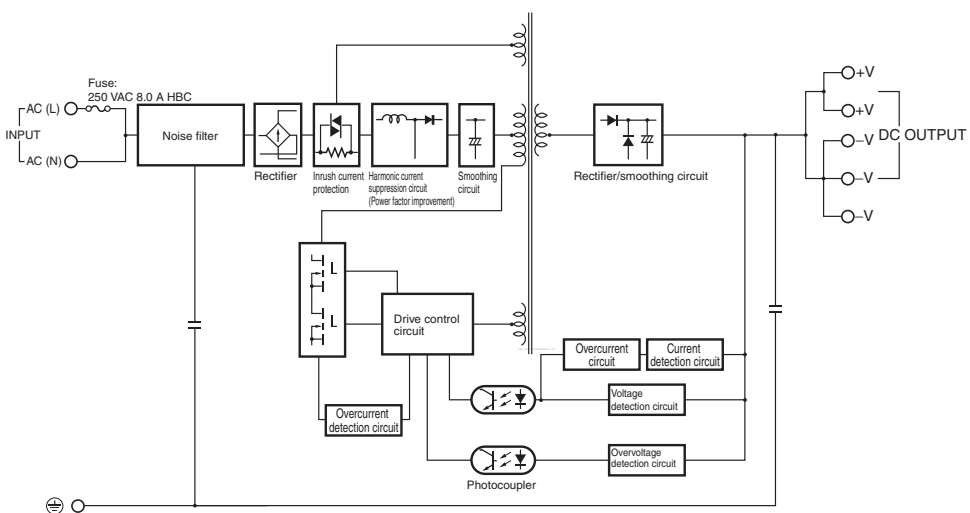 Fuse:
250 VAC 8.0 A HBC
AC (L)
INPUT
AC (N)
Noise filter
Rectifier
Inrush current
protection
Harmonic current
suppression circuit
(Power factor improvement)
Smoothing
circuit
Rectifier/smoothing circuit
+V
+V
–V
–V
–V
DC OUTPUT
Drive control
circuit
Overcurrent
detection circuit
Overcurrent
circuit
Current
detection circuit
Voltage
detection circuit
Overvoltage
detection circuit
Photocoupler